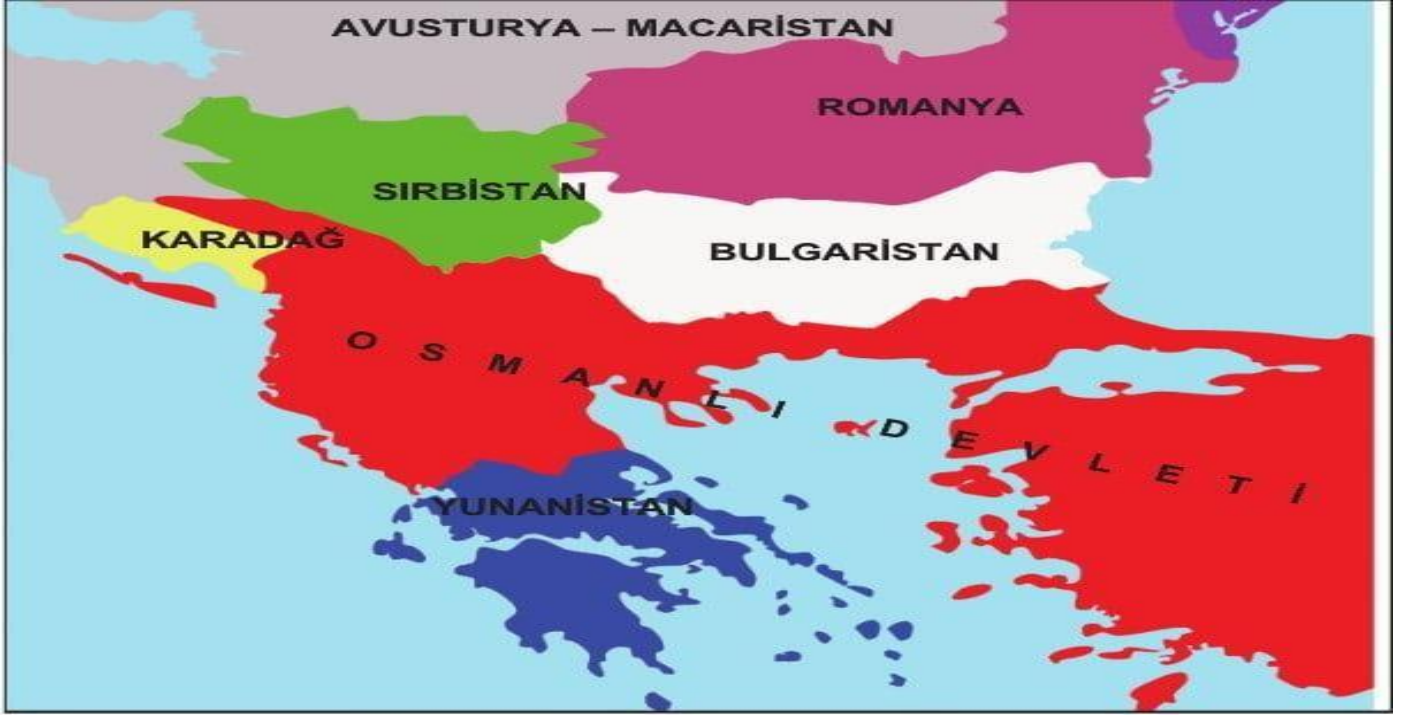 AVUSTURYA – MACARİSTAN
ROMANYA
SIRBİSTAN
KARADAĞ
BULGARİSTAN
OSMANLI DEVLETİ
YUNANİSTAN